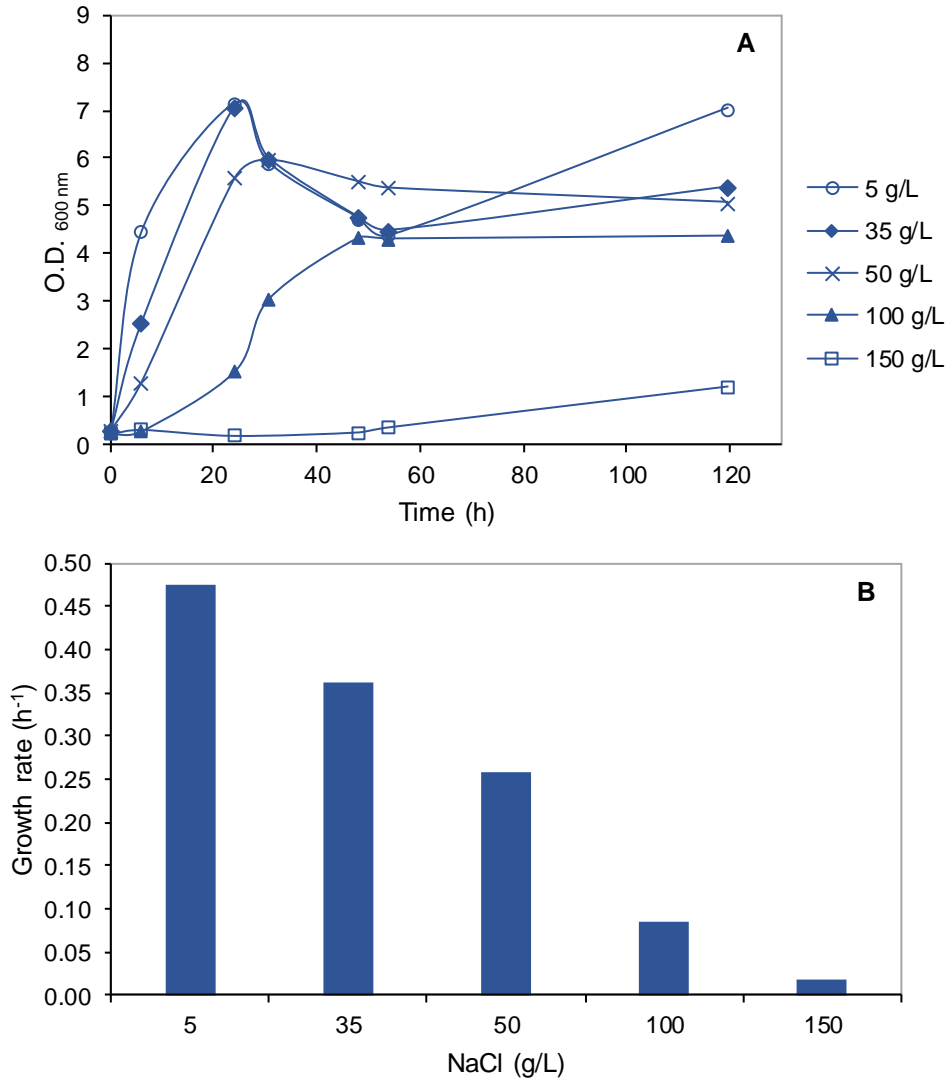 A
9
8
7
6
5
4
3
2
1
0
O.D. 600 nm
0 20 40 60 80 100 120
Time (h)
5 g/L
35 g/L
50 g/L
100 g/L
150 g/L
B
0.50
0.45
0.40
0.35
0.30
0.25
0.20
0.15
0.10
0.05
0.00
Growth rate (h-1)
5 35 50 100 150
NaCl (g/L)